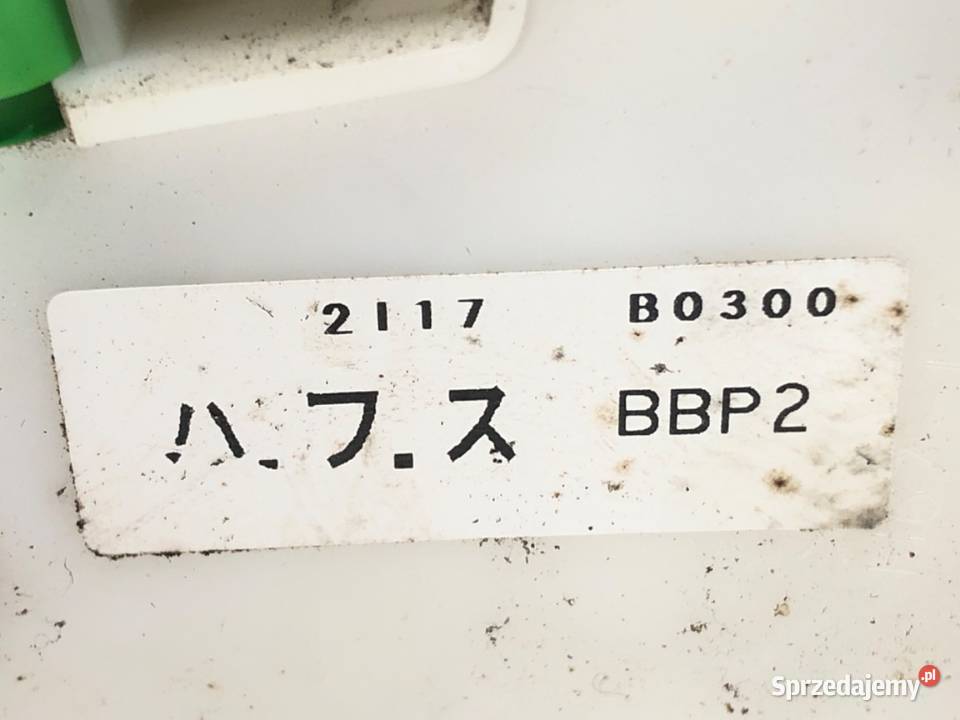 2117 B0300
ハ.フ.ス BBP2
Sprzedajemy.pl